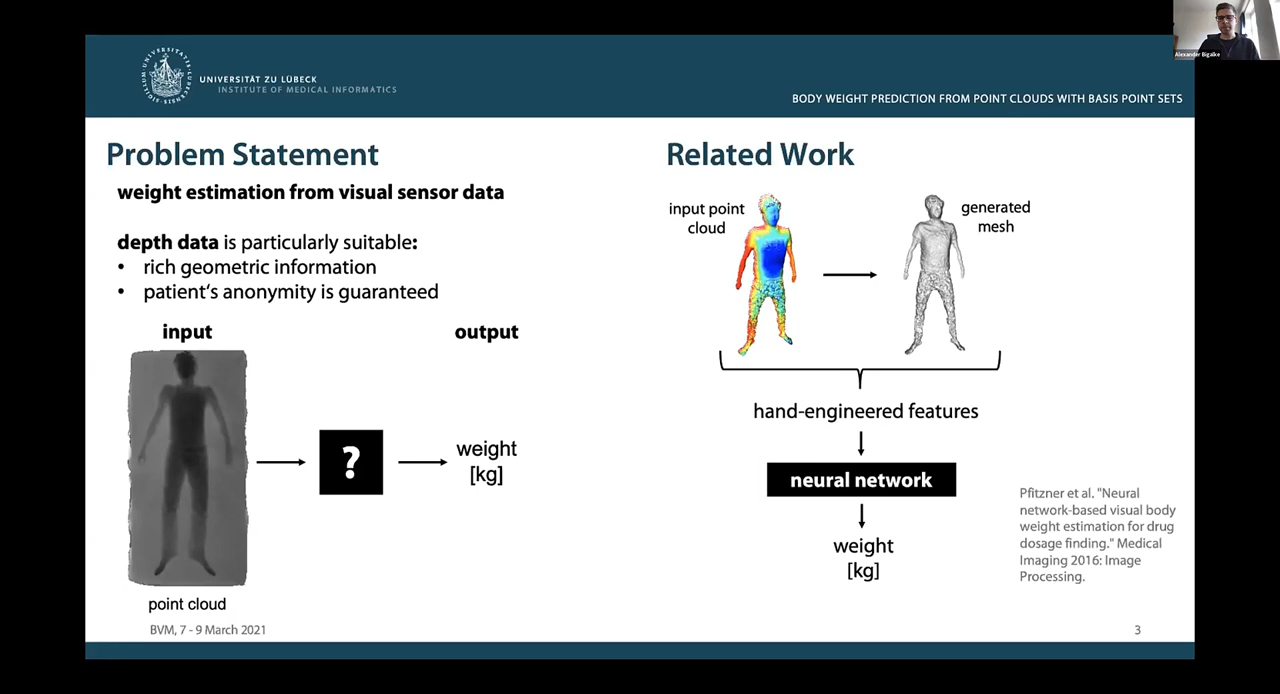 Alexander Bigalke
UNIVERSITÄT ZU LÜBECK
INSTITUTE OF MEDICAL INFORMATICS
BODY WEIGHT PREDICTION FROM POINT CLOUDS WITH BASIS POINT SETS
Problem Statement
weight estimation from visual sensor data
depth data is particularly suitable:
• rich geometric information
• patient's anonymity is guaranteed
input
output
?
weight
[kg]
point cloud
Related Work
input point
cloud
generated
mesh
hand-engineered features
neural network
weight
[kg]
Pfitzner et al. "Neural
network-based visual body
weight estimation for drug
dosage finding." Medical
Imaging 2016: Image
Processing.
BVM, 7 - 9 March 2021
3